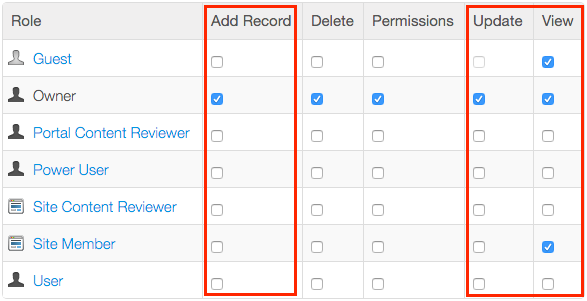 Role Add Record Delete Permissions Update View
Guest
Owner
Portal Content Reviewer
Power User
Site Content Reviewer
Site Member
User